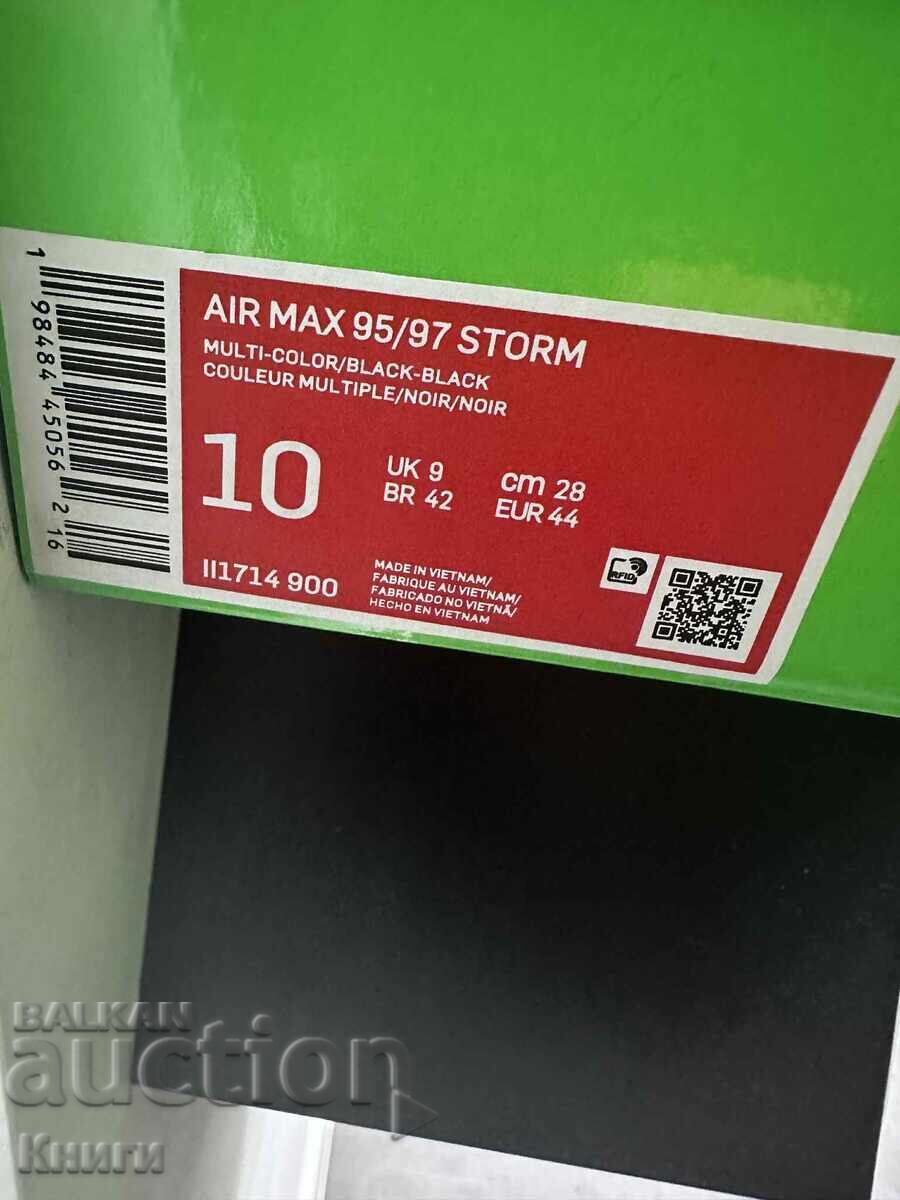 AIR MAX 95/97 STORM
MULTI-COLOR/BLACK-BLACK
COULEUR MULTIPLE/NOIR/NOIR
10
UK 9
BR 42
cm 28
EUR 44
II1714 900
MADE IN VIETNAM/
FABRIQUE AU VIETNAM/
FABRICADO NO VIETNÃ/
HECHO EN VIETNAM
RFID
1 98484 45056 2 16
BALKAN
auction
Книги